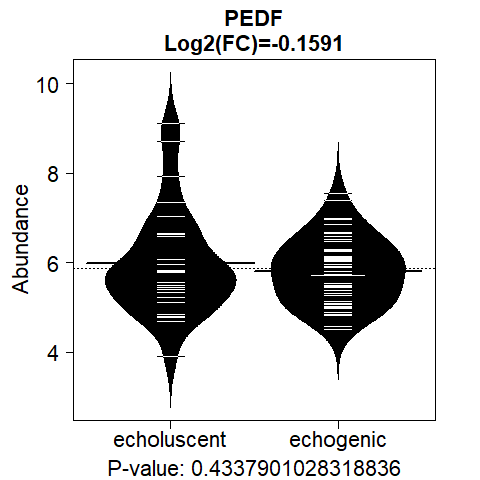 PEDF
Log2(FC)=-0.1591
Abundance
10
8
6
4
echoluscent
echogenic
P-value: 0.4337901028318836